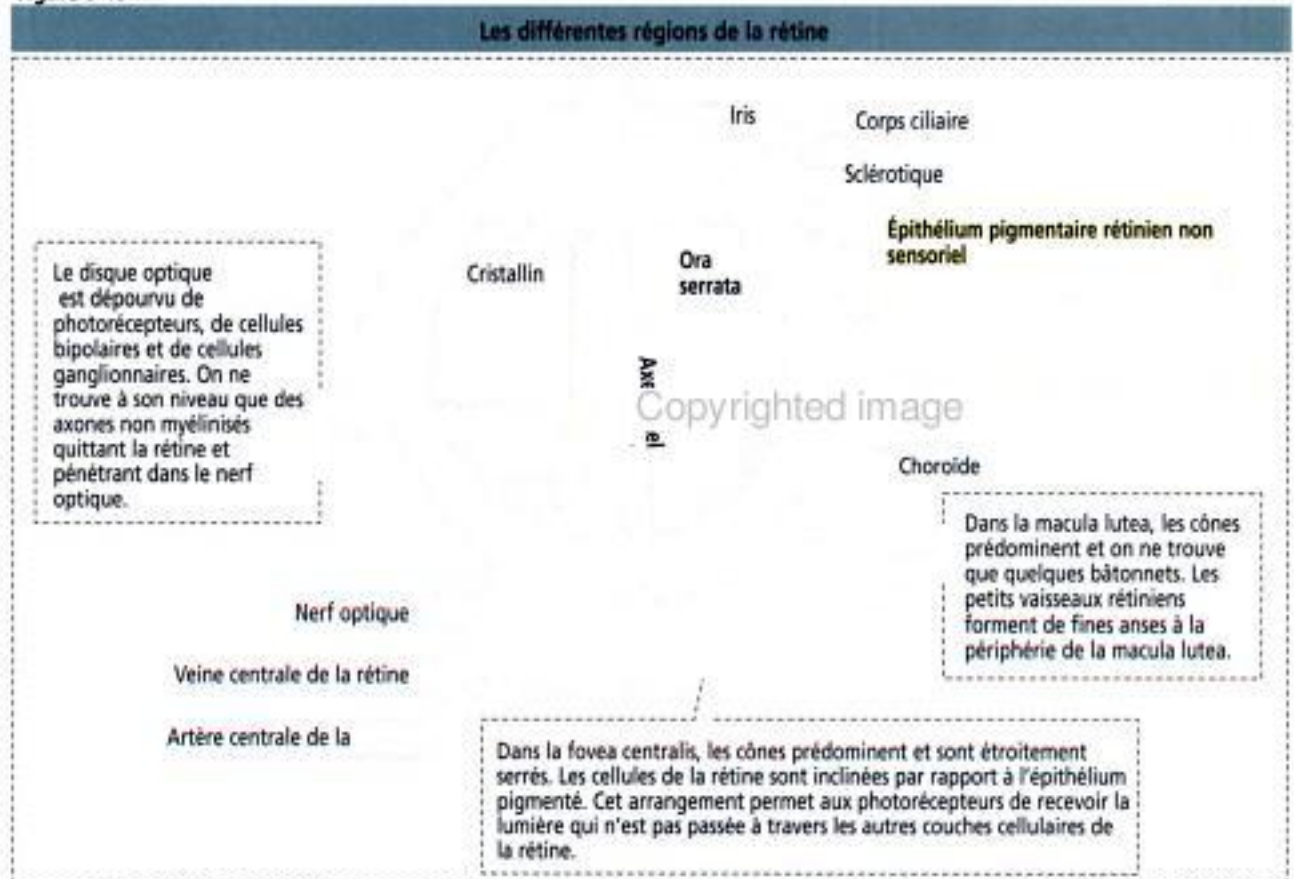 Les différentes régions de la rétine
Iris
Corps ciliaire
Sclérotique
Épithélium pigmentaire rétinien non
sensoriel
Le disque optique
est dépourvu de
photorécepteurs, de cellules
bipolaires et de cellules
ganglionnaires. On ne
trouve à son niveau que des
axones non myélinisés
quittant la rétine et
pénétrant dans le nerf
optique.
Cristallin
Ora
serrata
Axe
el
Copyrighted image
Choroïde
Dans la macula lutea, les cônes
prédominent et on ne trouve
que quelques bâtonnets. Les
petits vaisseaux rétiniens
forment de fines anses à la
périphérie de la macula lutea.
Nerf optique
Veine centrale de la rétine
Artère centrale de la
Dans la fovea centralis, les cônes prédominent et sont étroitement
serrés. Les cellules de la rétine sont inclinées par rapport à l'épithélium
pigmenté. Cet arrangement permet aux photorécepteurs de recevoir la
lumière qui n'est pas passée à travers les autres couches cellulaires de
la rétine.